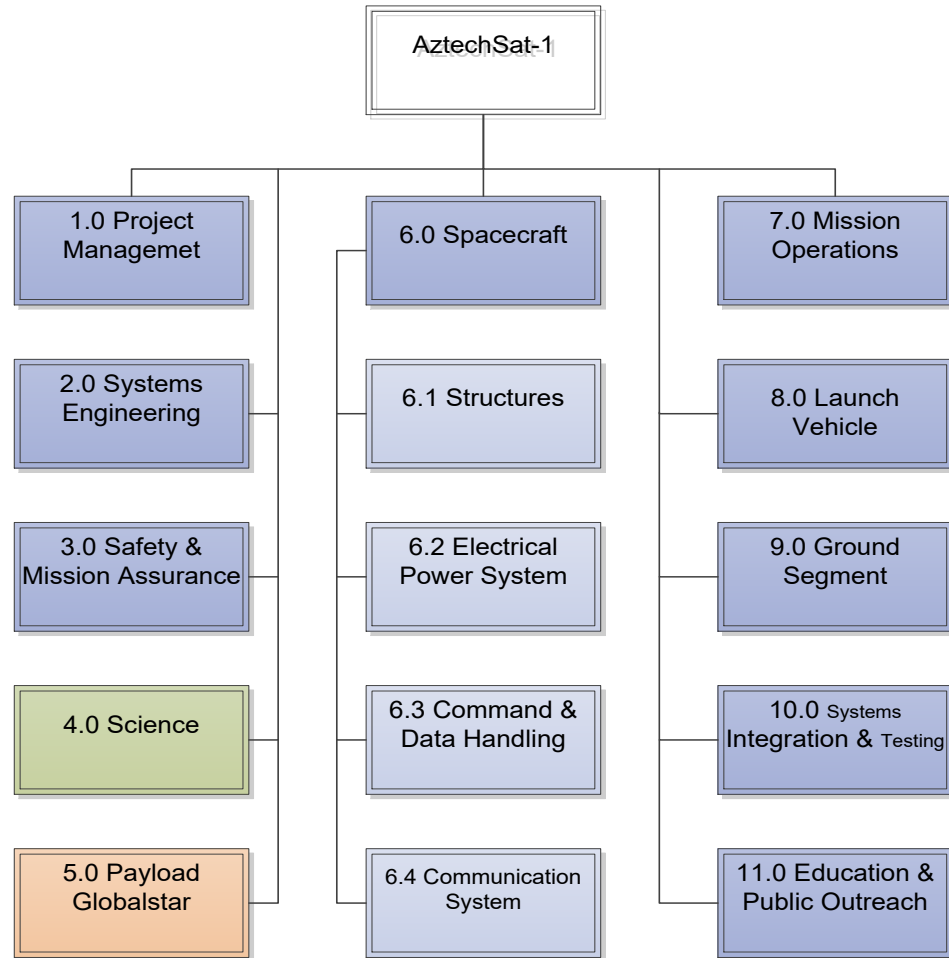 AztechSat-1
1.0 Project
Managemet
2.0 Systems
Engineering
3.0 Safety &
Mission Assurance
4.0 Science
5.0 Payload
Globalstar
6.0 Spacecraft
6.1 Structures
6.2 Electrical
Power System
6.3 Command &
Data Handling
6.4 Communication
System
7.0 Mission
Operations
8.0 Launch
Vehicle
9.0 Ground
Segment
10.0 Systems
Integration & Testing
11.0 Education &
Public Outreach